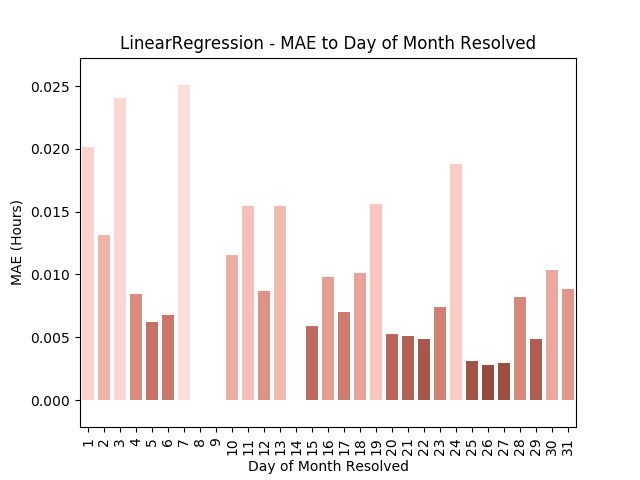 LinearRegression - MAE to Day of Month Resolved
0.025
0.020
0.015
0.010
0.005
0.000
MAE (Hours)
1 2 3 4 5 6 7 8 9 10 11 12 13 14 15 16 17 18 19 20 21 22 23 24 25 26 27 28 29 30 31
Day of Month Resolved